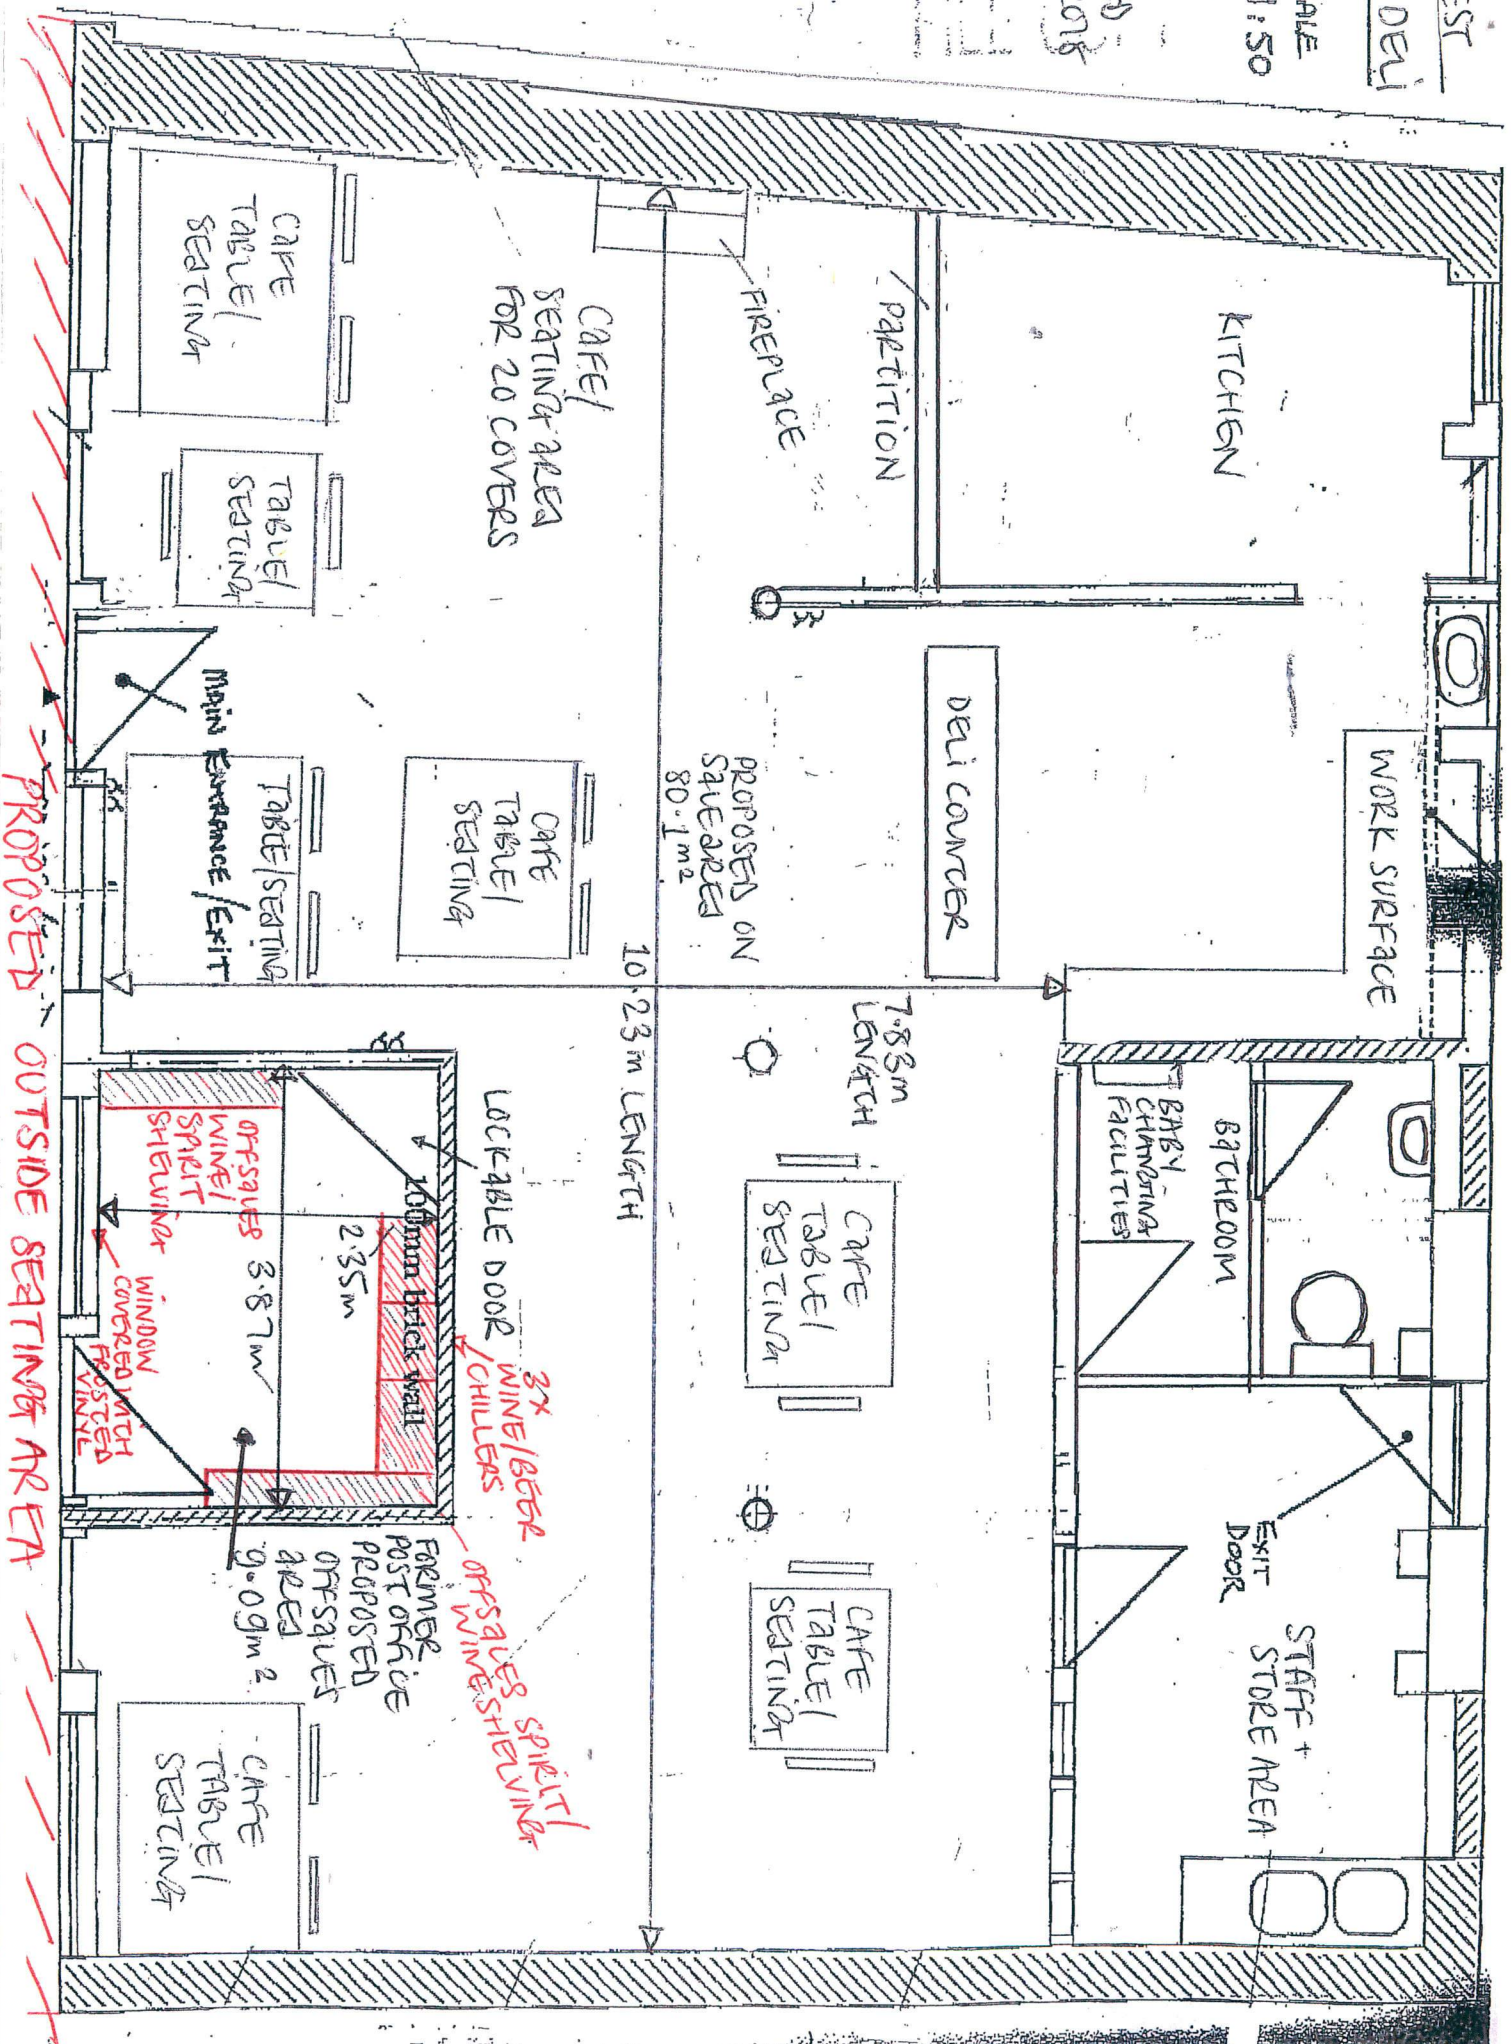 EST
DELI
ALE
1:50
2018
KITCHEN
WORK SURFACE
PARTITION
FIREPLACE
DELI COUNTER
BATHROOM
BABY
CHANGING
FACILITIES
EXIT
DOOR
STAFF +
STORE AREA
CAFE/
SEATING AREA
FOR 20 COVERS
PROPOSED ON
SALES AREA
80.1m²
10.23m LENGTH
7.83m
LENGTH
CAFE
TABLE/
SEATING
CAFE
TABLE/
SEATING
CAFE
TABLE/
SEATING
TABLE/
SEATING
MAIN ENTRANCE/EXIT
TABLE/SEATING
CAFE
TABLE/
SEATING
LOCKABLE DOOR
3X
WINE/BEER
CHILLERS
100mm brick wall
2.35m
3.87m
OFFSALES
WINE/
SPIRIT
SHELVING
WINDOW
COVERED WITH
FROSTED
VINYL
OFFSALES SPIRIT/
WINE SHELVING
FORMER
POST OFFICE
PROPOSED
OFFSALES
AREA
9.09m²
CAFE
TABLE/
SEATING
PROPOSED OUTSIDE SEATING AREA